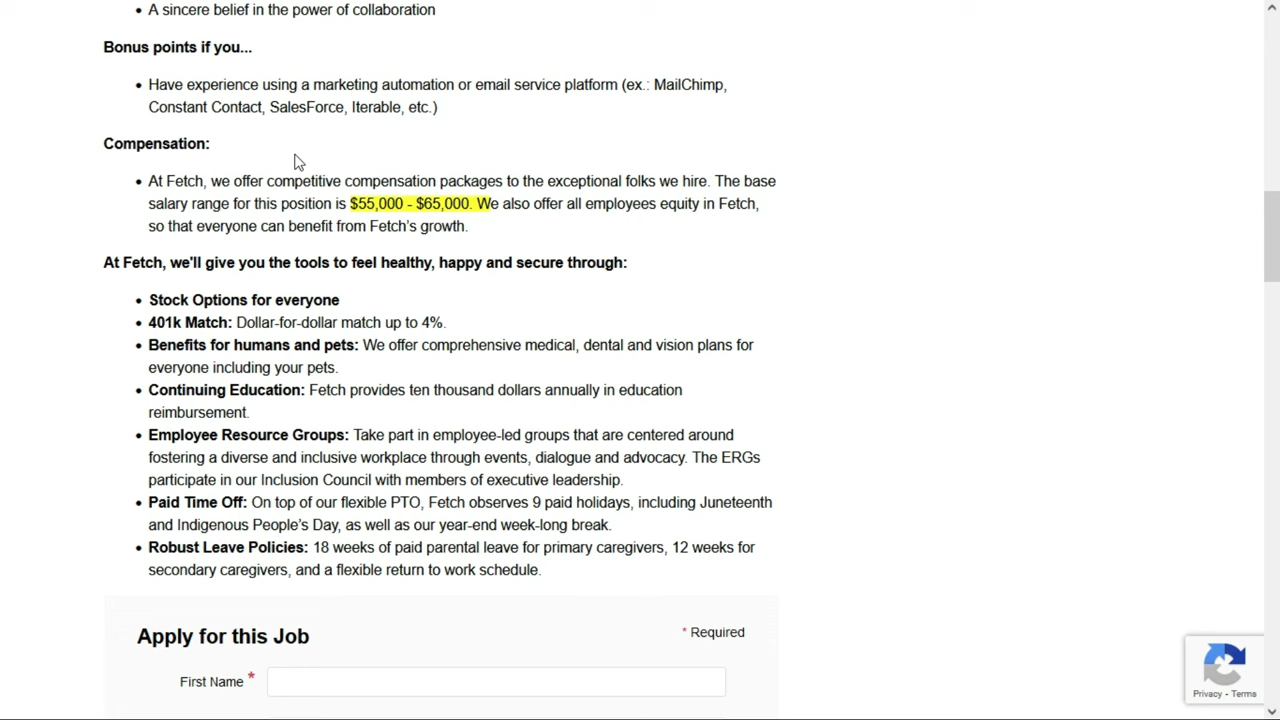 A sincere belief in the power of collaboration
Bonus points if you...
Have experience using a marketing automation or email service platform (ex.: MailChimp,
Constant Contact, SalesForce, Iterable, etc.)
Compensation:
At Fetch, we offer competitive compensation packages to the exceptional folks we hire. The base
salary range for this position is $55,000 - $65,000. We also offer all employees equity in Fetch,
so that everyone can benefit from Fetch’s growth.
At Fetch, we'll give you the tools to feel healthy, happy and secure through:
Stock Options for everyone
401k Match: Dollar-for-dollar match up to 4%.
Benefits for humans and pets: We offer comprehensive medical, dental and vision plans for
everyone including your pets.
Continuing Education: Fetch provides ten thousand dollars annually in education
reimbursement.
Employee Resource Groups: Take part in employee-led groups that are centered around
fostering a diverse and inclusive workplace through events, dialogue and advocacy. The ERGs
participate in our Inclusion Council with members of executive leadership.
Paid Time Off: On top of our flexible PTO, Fetch observes 9 paid holidays, including Juneteenth
and Indigenous People’s Day, as well as our year-end week-long break.
Robust Leave Policies: 18 weeks of paid parental leave for primary caregivers, 12 weeks for
secondary caregivers, and a flexible return to work schedule.
Apply for this Job
* Required
First Name *
Privacy - Terms